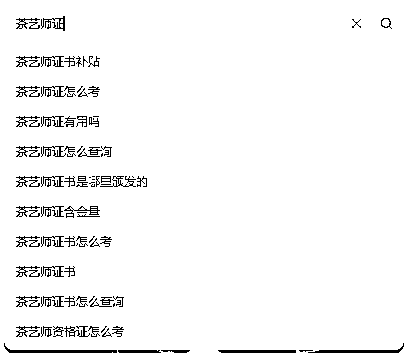 茶艺师证
茶艺师证书补贴
茶艺师证怎么考
茶艺师证有用吗
茶艺师证怎么查询
茶艺师证书是哪里颁发的
茶艺师证含金量
茶艺师证书怎么考
茶艺师证书
茶艺师证书怎么查询
茶艺师资格证怎么考